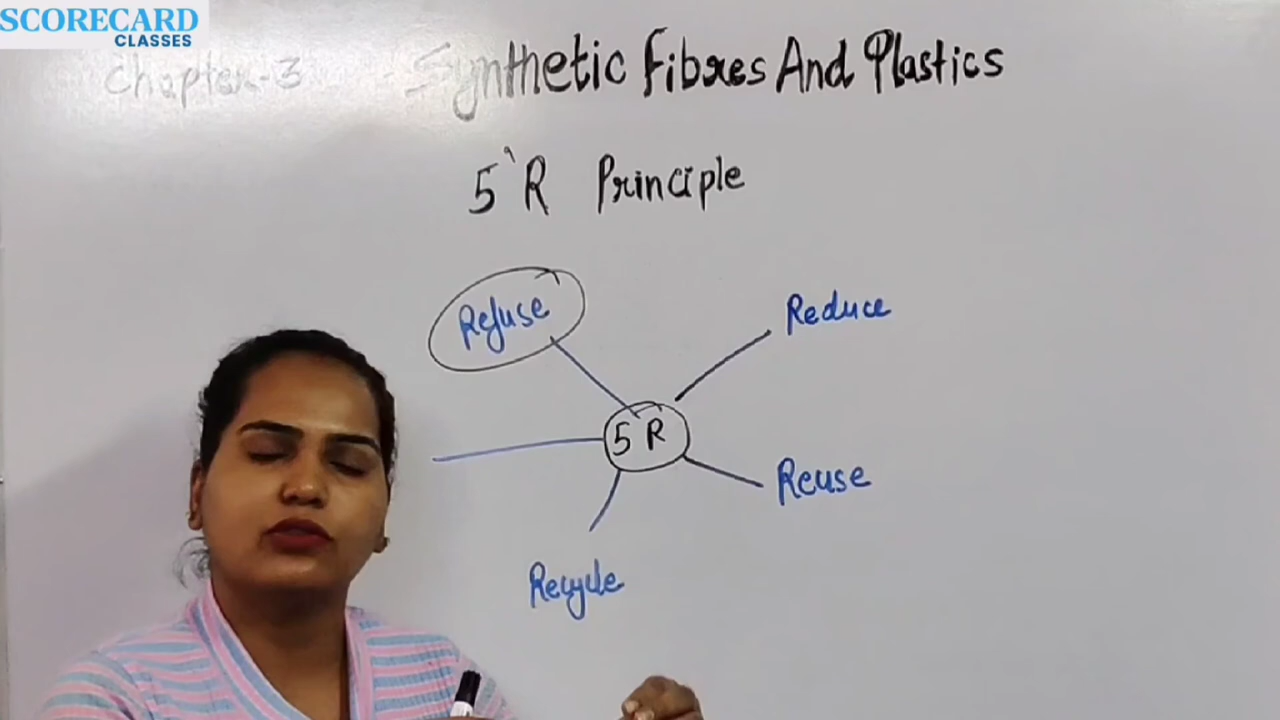 SCORECARD
CLASSES
Chapter-3 Synthetic Fibres And Plastics
5'R Principle
Refuse
Reduce
5 R
Reuse
Recycle